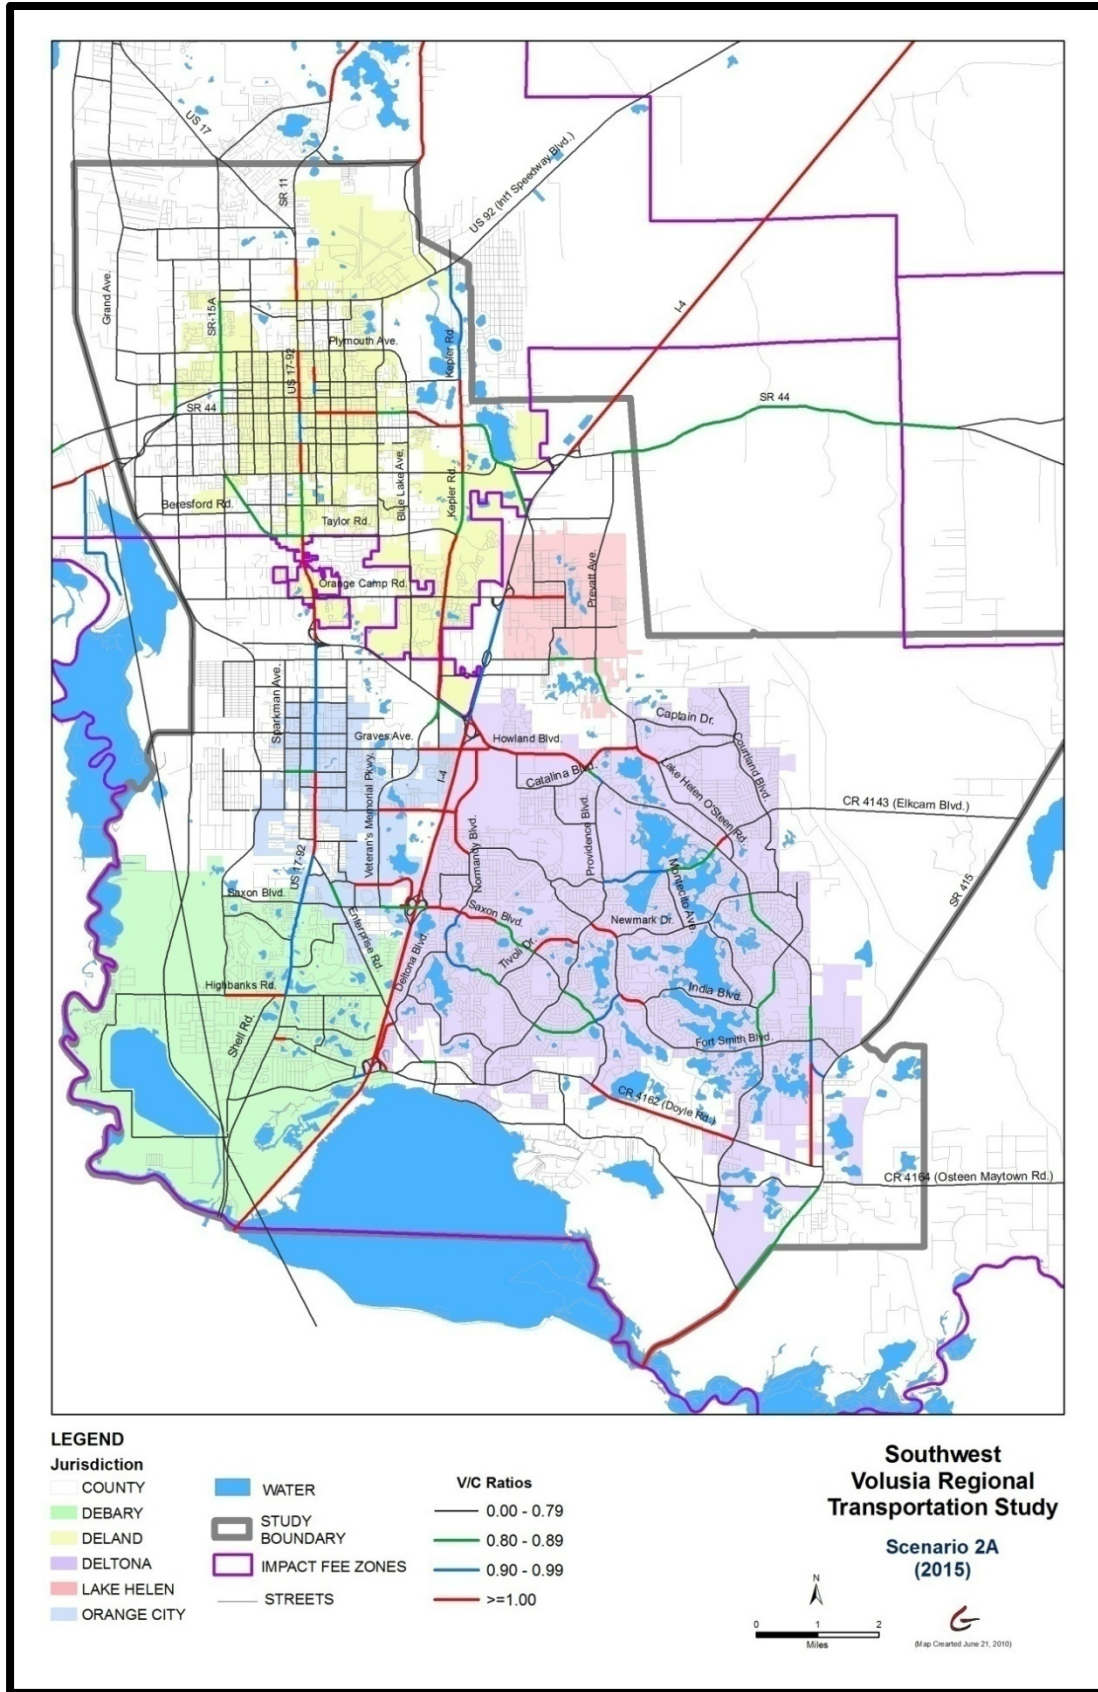 US 17
SR 11
US 92 (Int'l Speedway Blvd.)
Grand Ave.
SR-15A
I-4
Plymouth Ave.
Kepler Rd.
US 17-92
SR 44
SR 44
Blue Lake Ave.
Kepler Rd.
Beresford Rd.
Taylor Rd.
Prevatt Ave.
Orange Camp Rd.
Sparkman Ave.
Captain Dr.
Graves Ave.
Howland Blvd.
Courtland Blvd.
Catalina Blvd.
Lake Helen O'Steen Rd.
I-4
CR 4143 (Elkcam Blvd.)
Veteran's Memorial Pkwy.
Normandy Blvd.
Providence Blvd.
US 17-92
Montecito Ave
SR 415
Saxon Blvd.
Saxon Blvd.
Newmark Dr.
Enterprise Rd.
Tivoli Dr.
Deltona Blvd.
Highbanks Rd.
India Blvd.
Shell Rd.
Fort Smith Blvd.
CR 4162 (Doyle Rd.)
CR 4164 (Osteen Maytown Rd.)
LEGEND
Jurisdiction
COUNTY
DEBARY
DELAND
DELTONA
LAKE HELEN
ORANGE CITY
WATER
STUDY
BOUNDARY
IMPACT FEE ZONES
STREETS
V/C Ratios
0.00 - 0.79
0.80 - 0.89
0.90 - 0.99
>=1.00
Southwest
Volusia Regional
Transportation Study
Scenario 2A
(2015)
N
0 1 2
Miles
(Map Crearted June 21, 2010)